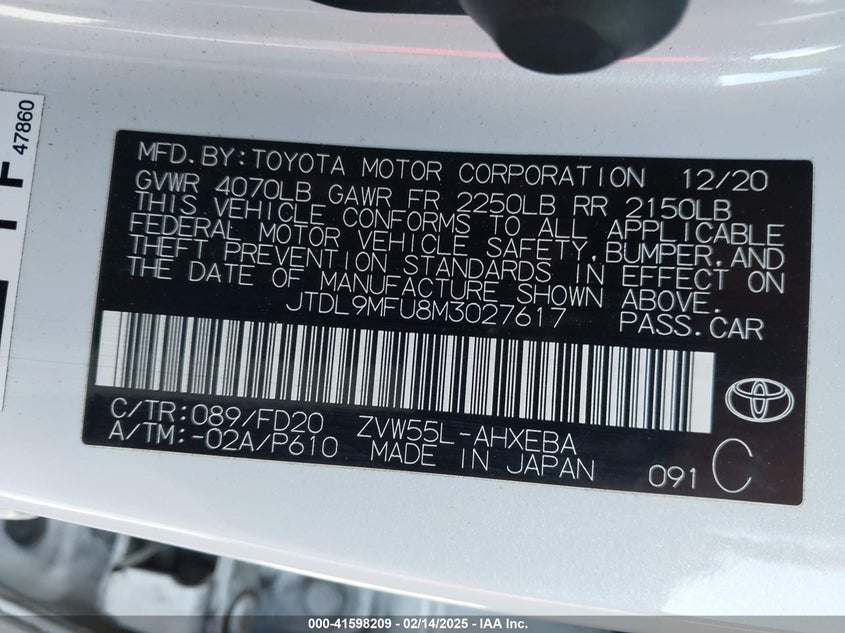 47860
MFD.BY:TOYOTA MOTOR CORPORATION 12/20
GVWR 4070LB GAWR FR 2250LB RR 2150LB
THIS VEHICLE CONFORMS TO ALL APPLICABLE
FEDERAL MOTOR VEHICLE SAFETY,BUMPER,AND
THEFT PREVENTION STANDARDS IN EFFECT ON
THE DATE OF MANUFACTURE SHOWN ABOVE.
JTDL9MFU8M3027617 PASS.CAR
C/TR:089/FD20 ZVW55L-AHXEBA
A/TM:-02A/P610 MADE IN JAPAN
091 C
000-41598209 - 02/14/2025 - IAA Inc.